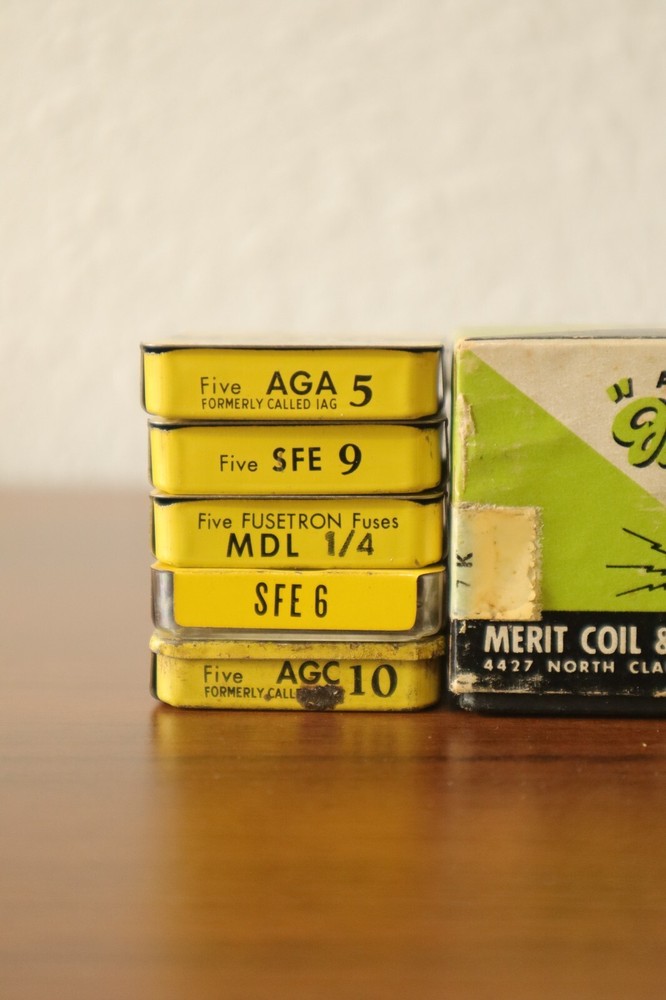 Five AGA 5
FORMERLY CALLED IAG
Five SFE 9
Five FUSETRON Fuses
MDL 1/4
SFE 6
Five AGC 10
FORMERLY
K
MERIT COIL &
4427 NORTH CLA